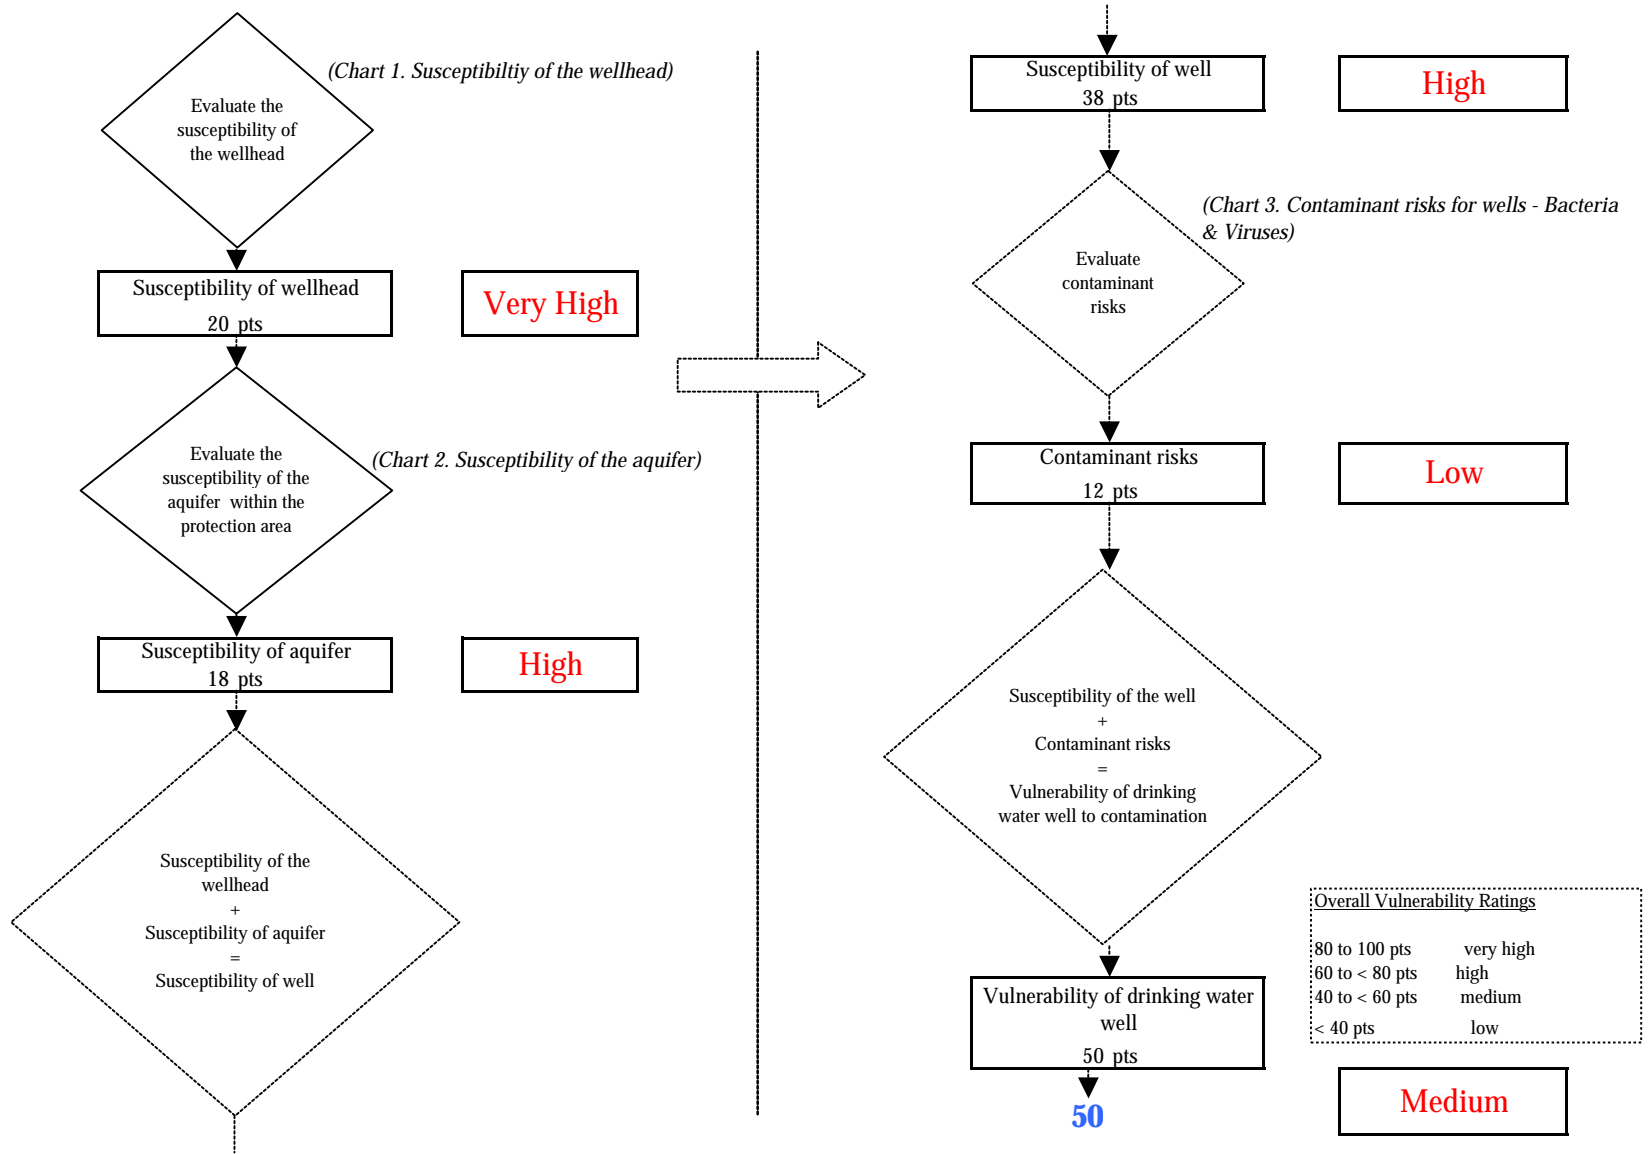 (Chart 1. Susceptibiltiy of the wellhead)
Evaluate the
susceptibility of
the wellhead
Susceptibility of wellhead
20 pts
Very High
Evaluate the
susceptibility of the
aquifer within the
protection area
(Chart 2. Susceptibility of the aquifer)
Susceptibility of aquifer
18 pts
High
Susceptibility of the
wellhead
+
Susceptibility of aquifer
=
Susceptibility of well
Susceptibility of well
38 pts
High
(Chart 3. Contaminant risks for wells - Bacteria
& Viruses)
Evaluate
contaminant
risks
Contaminant risks
12 pts
Low
Susceptibility of the well
+
Contaminant risks
=
Vulnerability of drinking
water well to contamination
Overall Vulnerability Ratings
80 to 100 pts very high
60 to < 80 pts high
40 to < 60 pts medium
< 40 pts low
Vulnerability of drinking water
well
50 pts
50
Medium